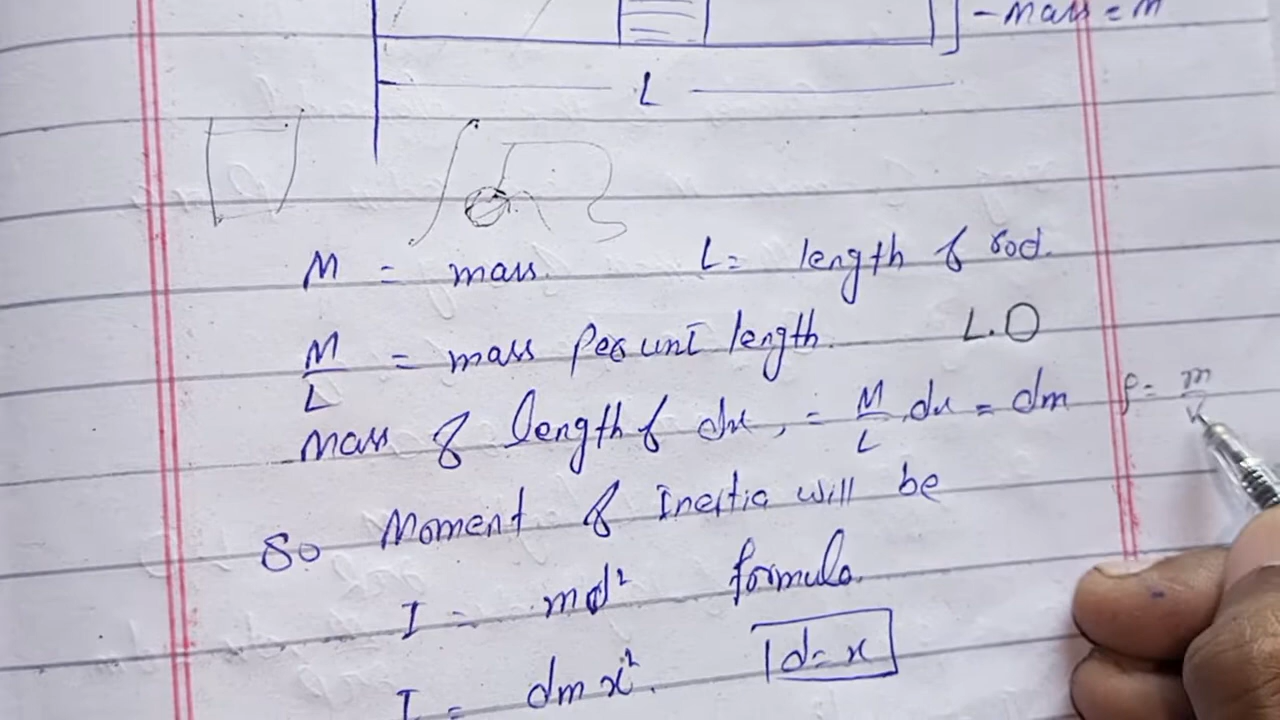 - Mass = M
L
M = mass. L = length of rod.
M/L = mass Per unit length. L.D
Mass of length of dx, = M/L . dx = dm
ρ = m/v
So Moment of Inertia will be
I = md² formula.
I = dm x². d = x